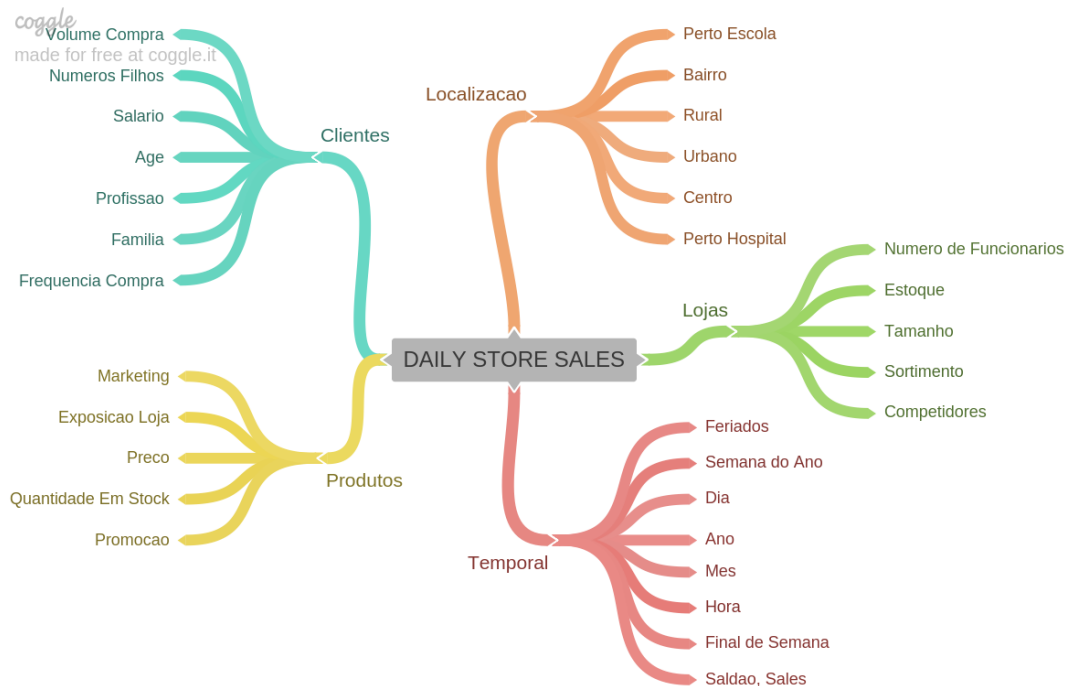 coggle
made for free at coggle.it
DAILY STORE SALES
Clientes
Volume Compra
Numeros Filhos
Salario
Age
Profissao
Familia
Frequencia Compra
Produtos
Marketing
Exposicao Loja
Preco
Quantidade Em Stock
Promocao
Localizacao
Perto Escola
Bairro
Rural
Urbano
Centro
Perto Hospital
Lojas
Numero de Funcionarios
Estoque
Tamanho
Sortimento
Competidores
Temporal
Feriados
Semana do Ano
Dia
Ano
Mes
Hora
Final de Semana
Saldao, Sales